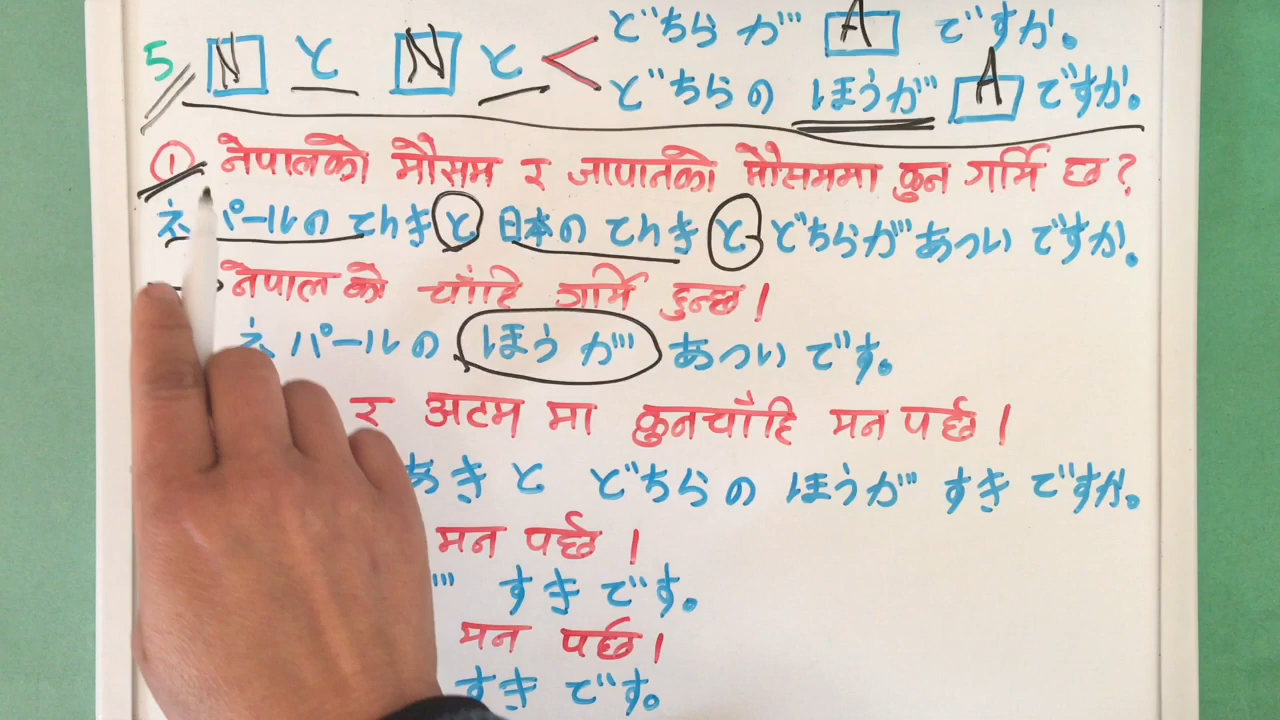 5 N と N と < どちらが A ですか。
どちらの ほうが A ですか。
① नेपालको मौसम र जापानको मौसममा कुन गर्मि छ?
ネパールの てんき と 日本の てんき と どちらが あつい ですか。
→ नेपाल को चाँहि गर्मि हुन्छ।
ネパールの ほうが あつい です。
र अटम मा कुनचाँहि मन पर्छ।
あき と どちらの ほうが すき ですか。
मन पर्छ।
すき です。
मन पर्छ।
すき です。